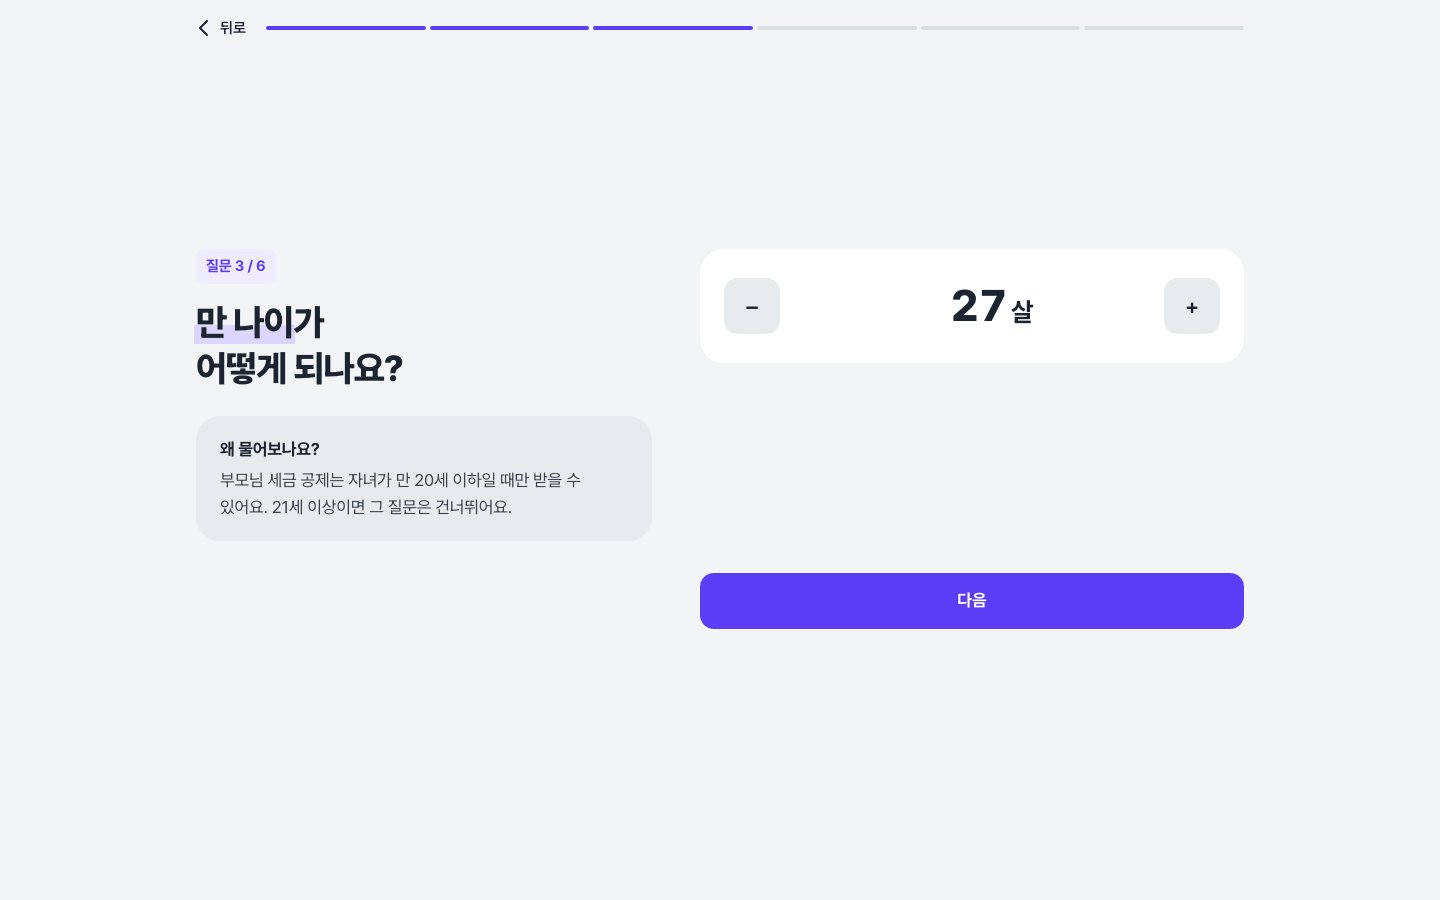 뒤로
질문 3 / 6
만 나이가
어떻게 되나요?
왜 물어보나요?
부모님 세금 공제는 자녀가 만 20세 이하일 때만 받을 수
있어요. 21세 이상이면 그 질문은 건너뛰어요.
− 27 살 +
다음